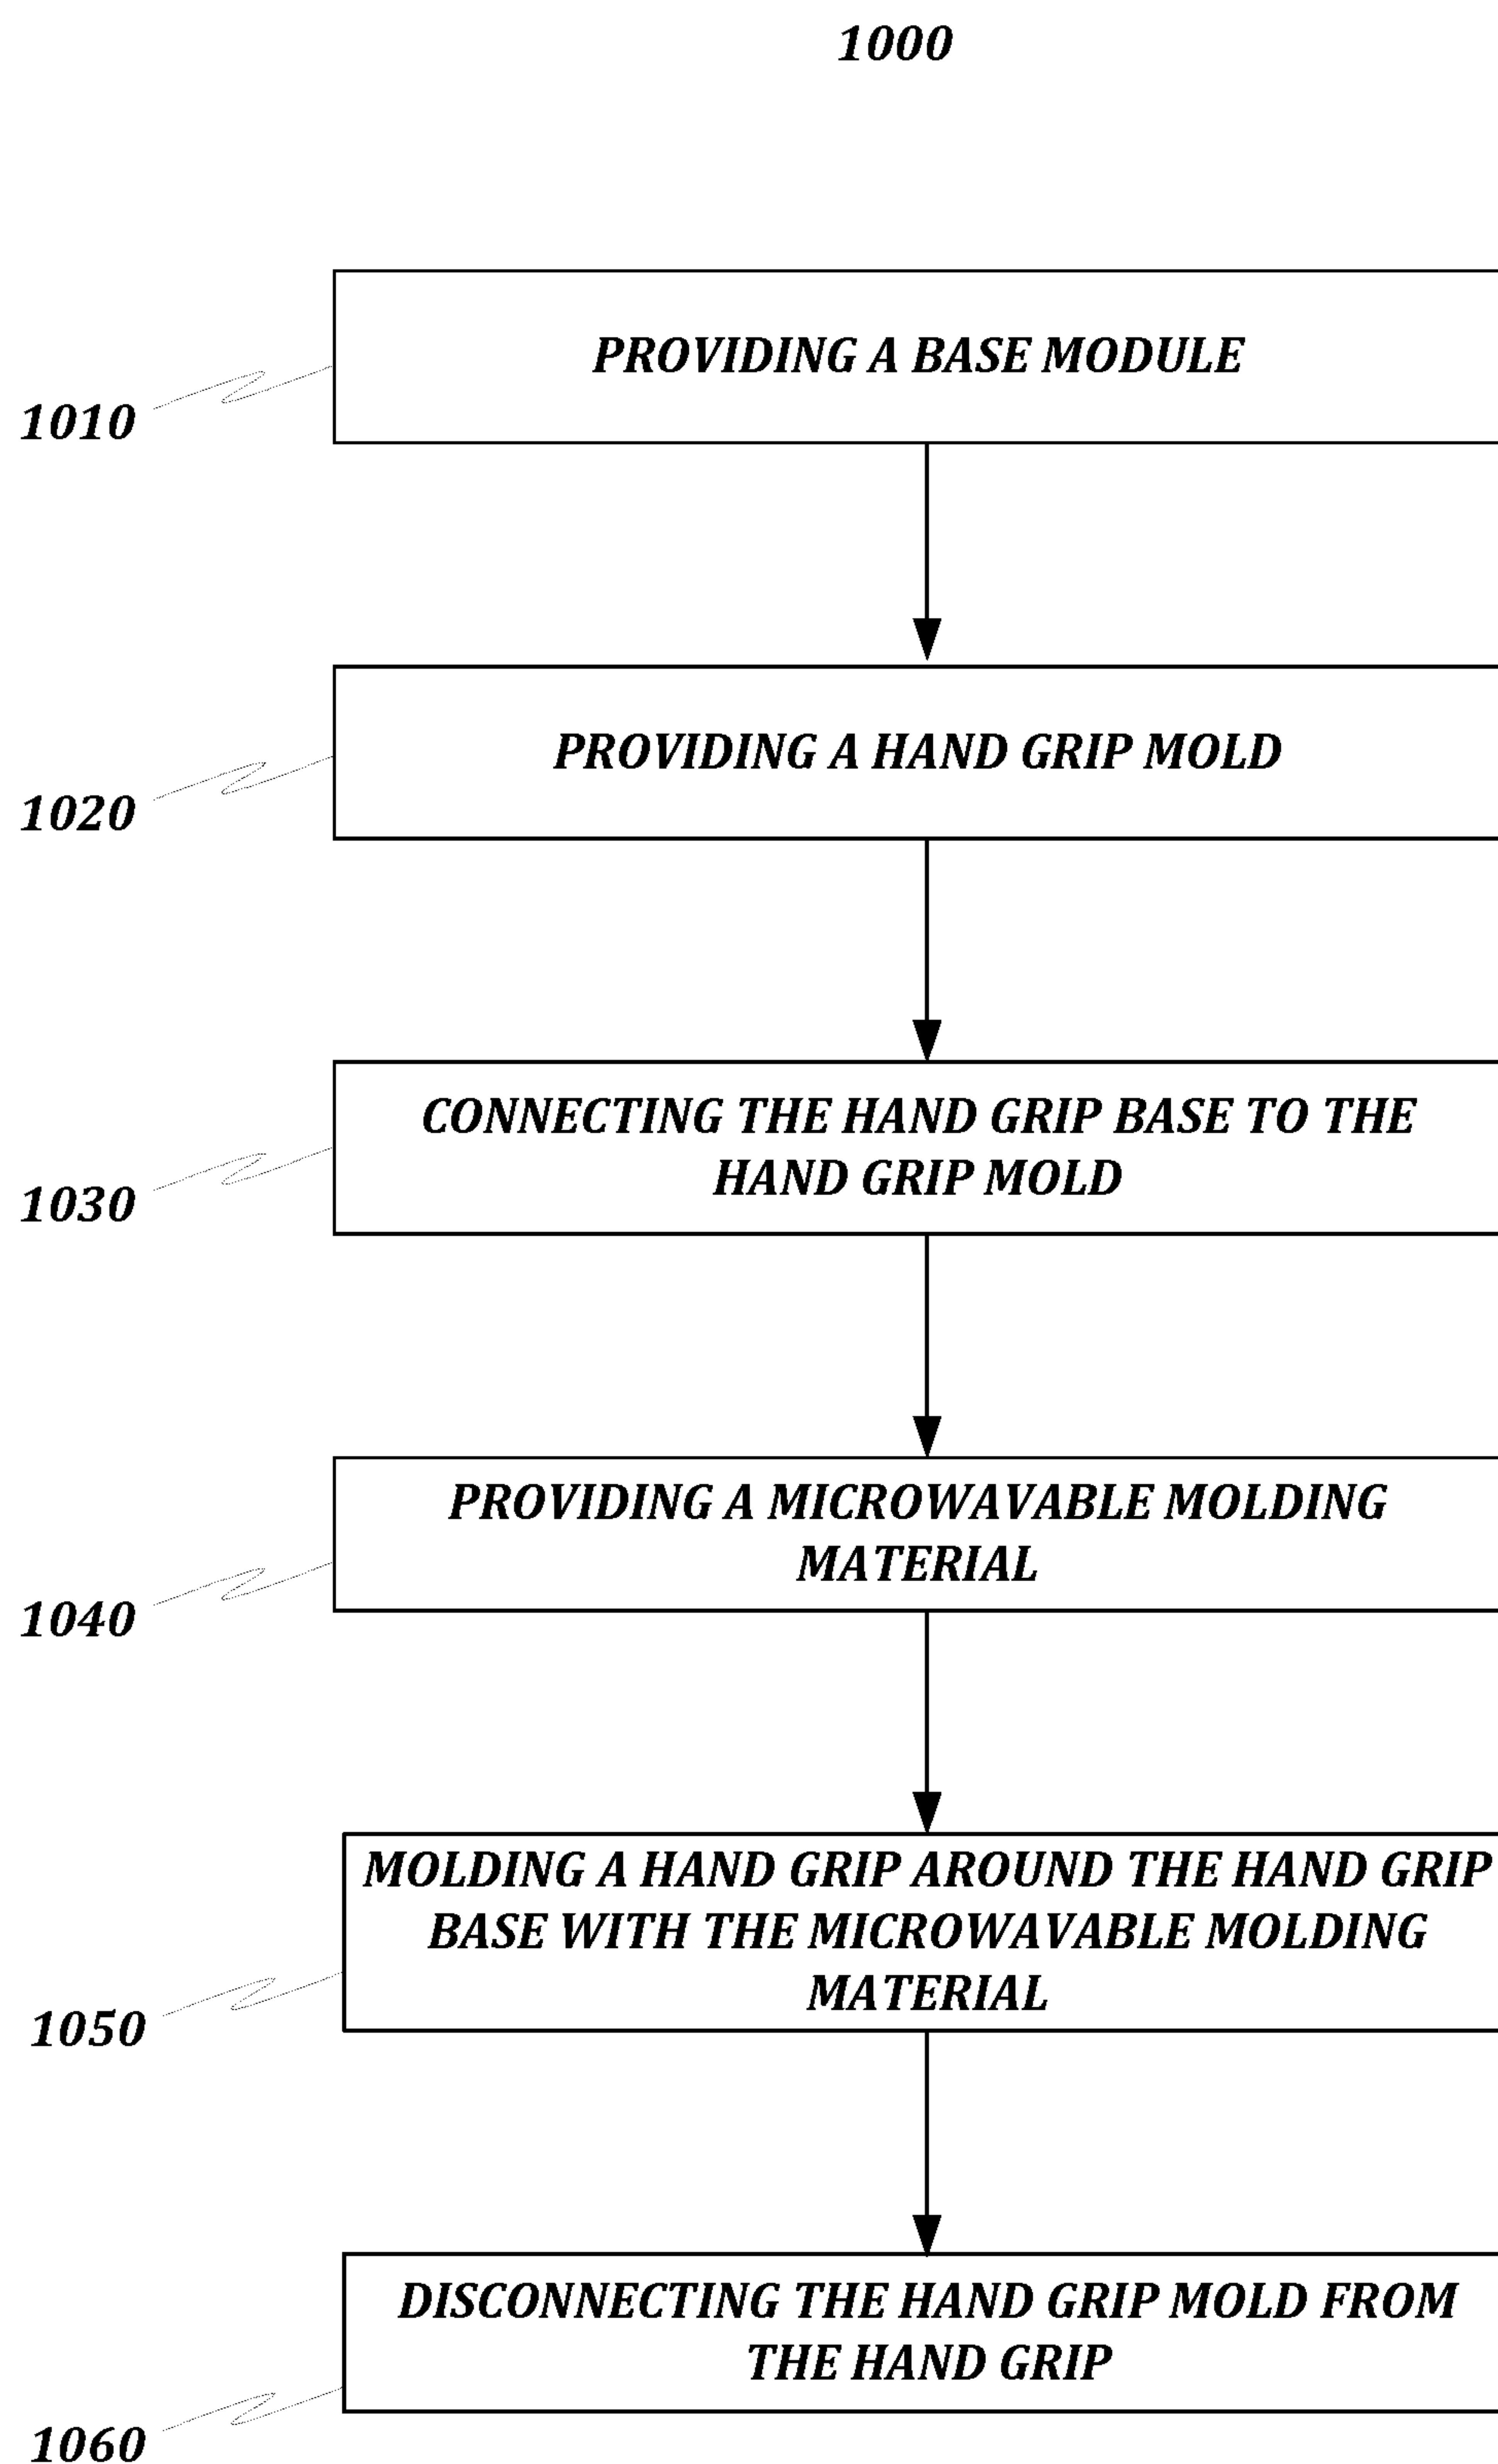 1000
PROVIDING A BASE MODULE
1010
PROVIDING A HAND GRIP MOLD
1020
CONNECTING THE HAND GRIP BASE TO THE
HAND GRIP MOLD
1030
PROVIDING A MICROWAVABLE MOLDING
MATERIAL
1040
MOLDING A HAND GRIP AROUND THE HAND GRIP
BASE WITH THE MICROWAVABLE MOLDING
MATERIAL
1050
DISCONNECTING THE HAND GRIP MOLD FROM
THE HAND GRIP
1060